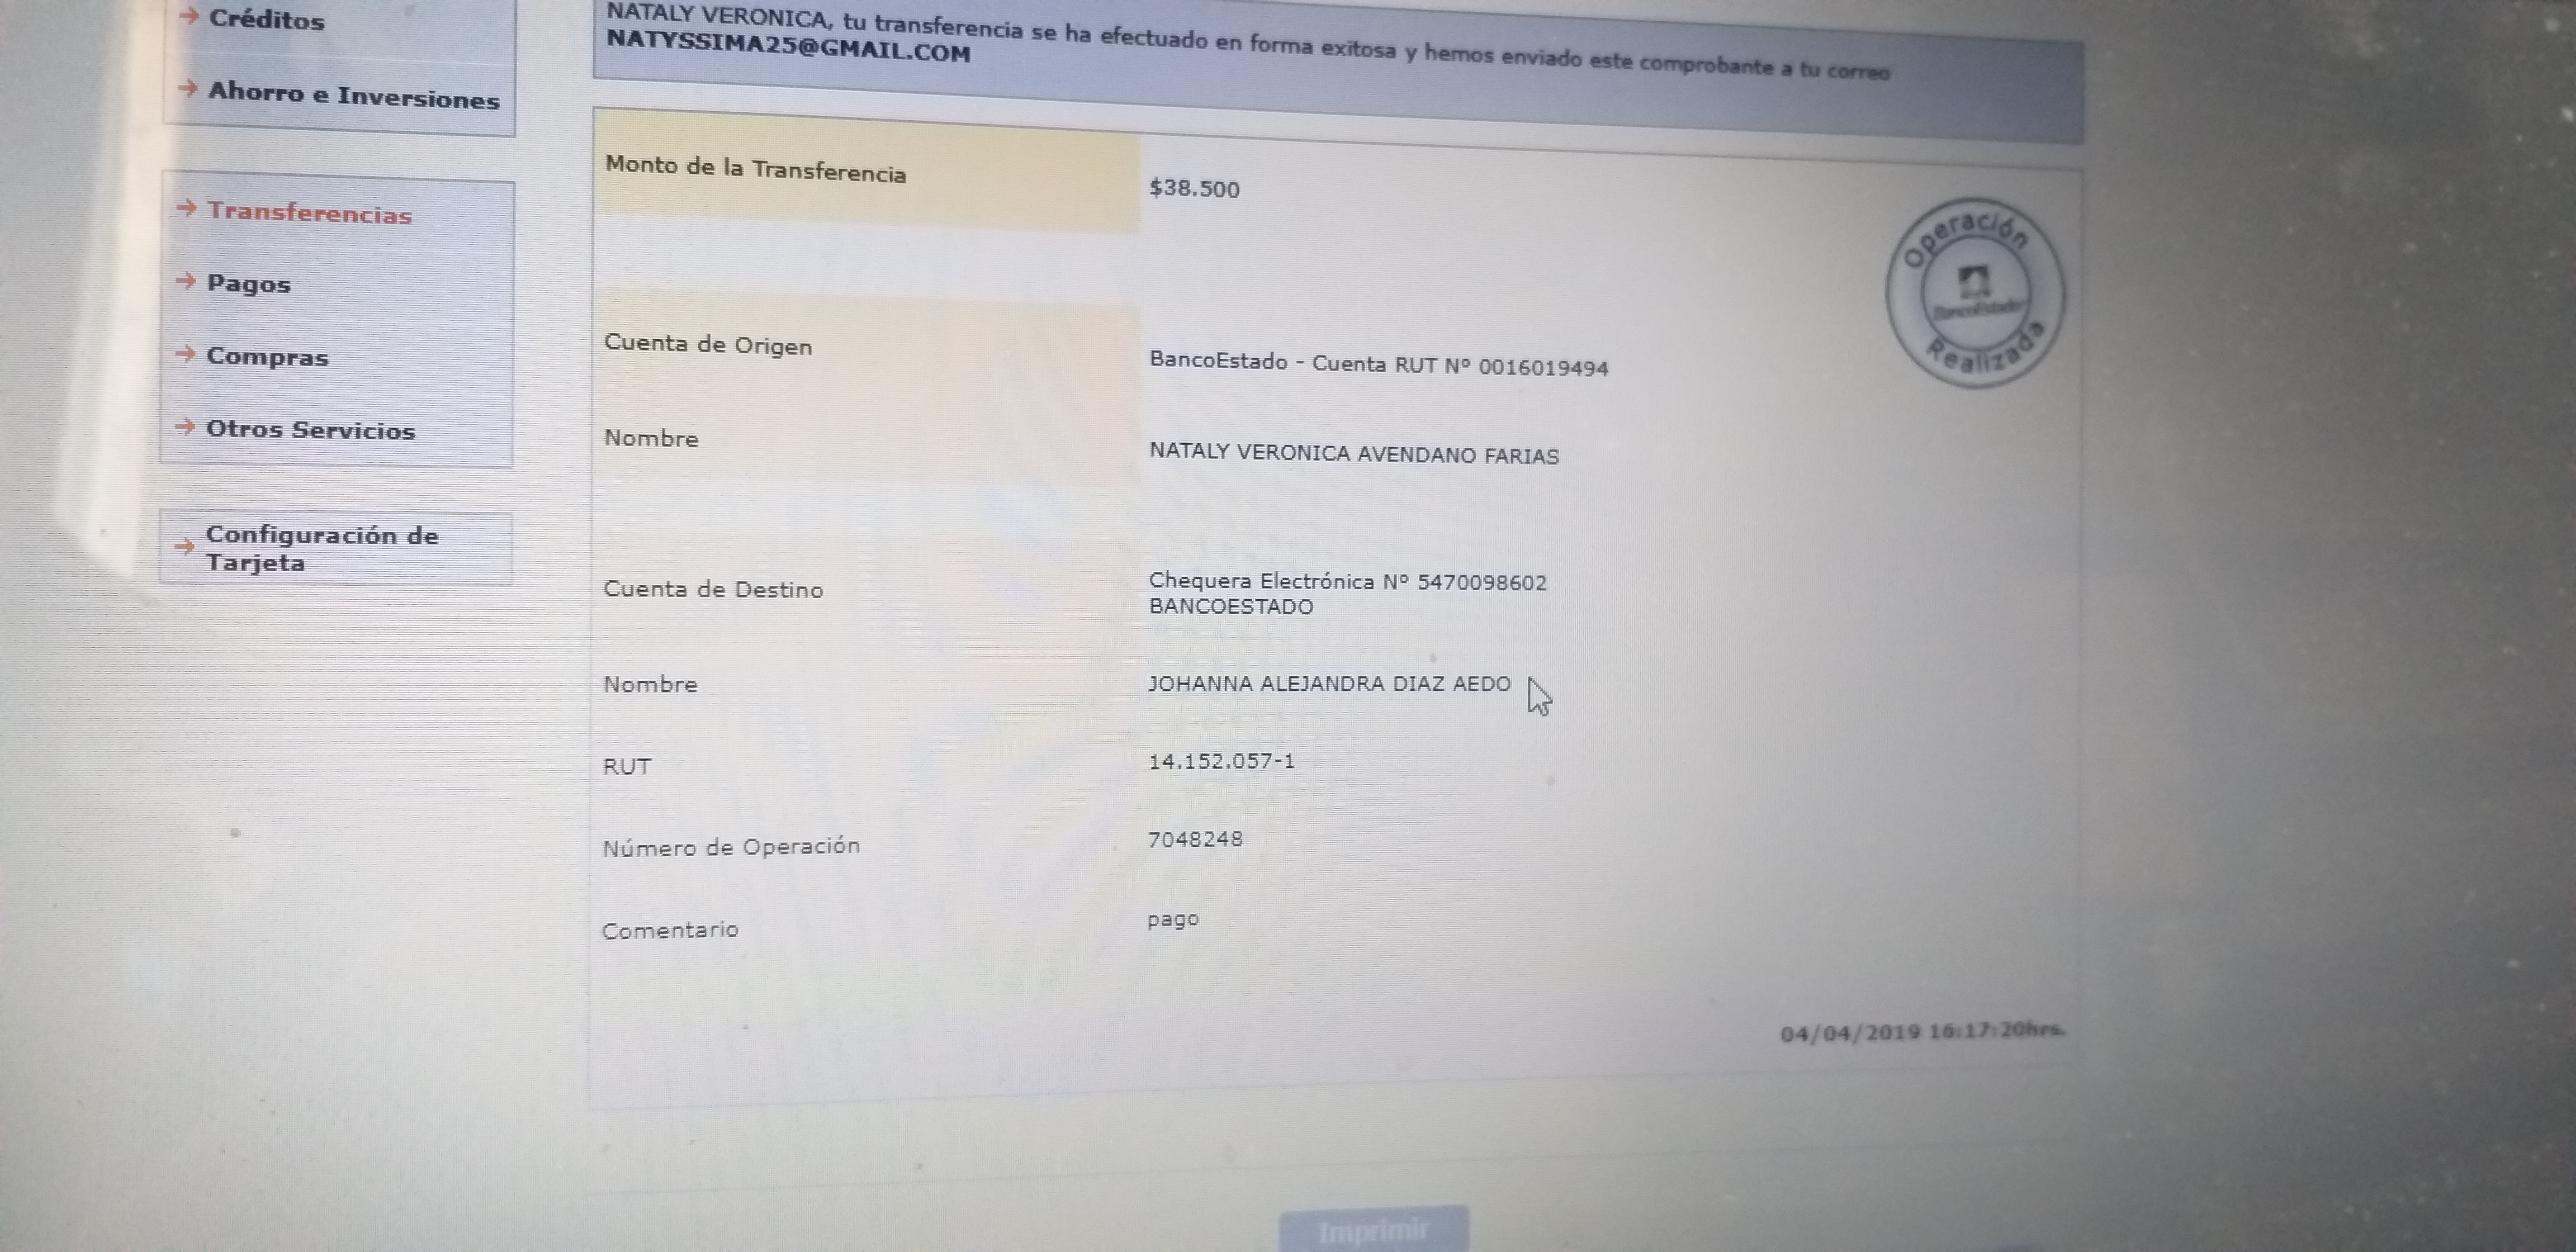 Créditos
Ahorro e Inversiones
Transferencias
Pagos
Compras
Otros Servicios
Configuración de
Tarjeta
NATALY VERONICA, tu transferencia se ha efectuado en forma exitosa y hemos enviado este comprobante a tu correo
NATYSSIMA25@GMAIL.COM
Monto de la Transferencia
$38.500
Operación
BancoEstado
Realizada
Cuenta de Origen
BancoEstado - Cuenta RUT Nº 0016019494
Nombre
NATALY VERONICA AVENDANO FARIAS
Cuenta de Destino
Chequera Electrónica Nº 5470098602
BANCOESTADO
Nombre
JOHANNA ALEJANDRA DIAZ AEDO
RUT
14.152.057-1
Número de Operación
7048248
Comentario
pago
04/04/2019 16:17:20hrs.
Imprimir